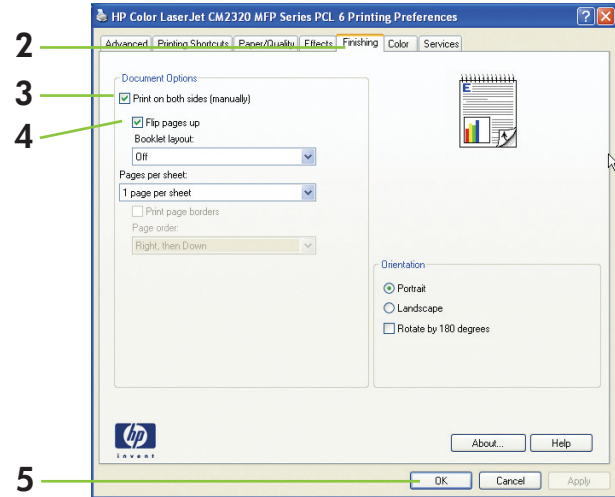 HP Color LaserJet CM2320 MFP Series PCL 6 Printing Preferences
2
Advanced Printing Shortcuts Paper/Quality Effects Finishing Color Services
Document Options
3
Print on both sides (manually)
4
Flip pages up
Booklet layout:
Off
Pages per sheet:
1 page per sheet
Print page borders
Page order:
Right, then Down
E
Orientation
Portrait
Landscape
Rotate by 180 degrees
hp
invent
About... Help
5
OK Cancel Apply